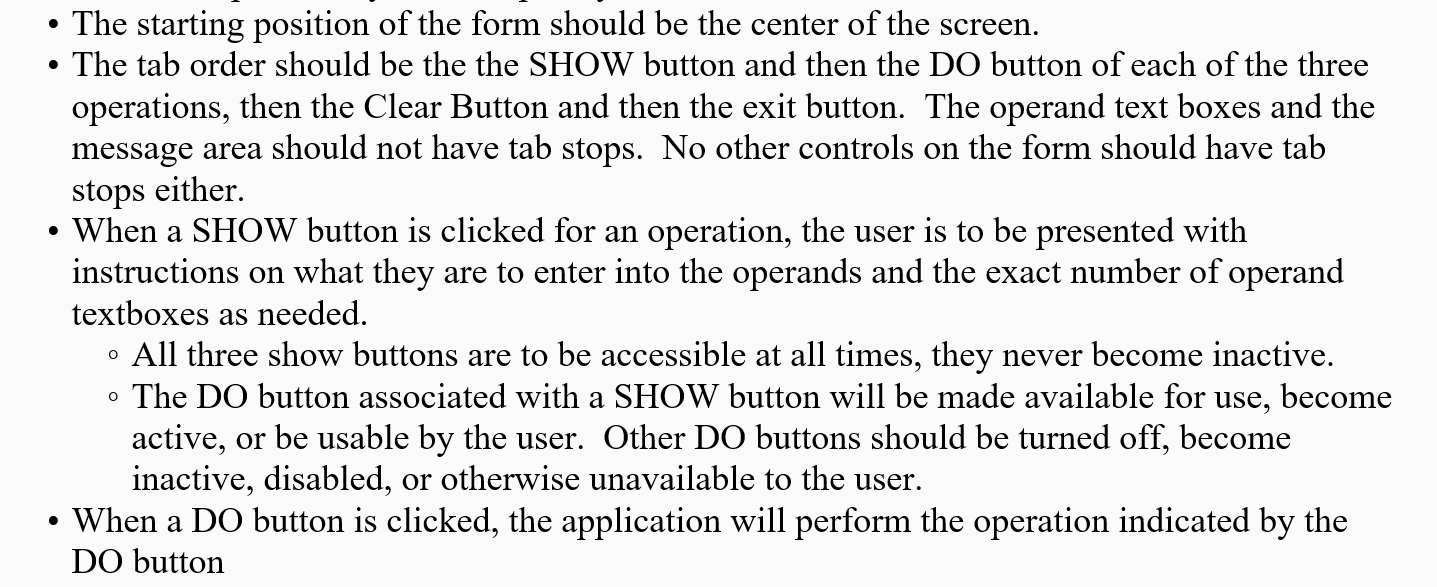 • The starting position of the form should be the center of the screen.
• The tab order should be the the SHOW button and then the DO button of each of the three
operations, then the Clear Button and then the exit button.  The operand text boxes and the
message area should not have tab stops.  No other controls on the form should have tab
stops either.
• When a SHOW button is clicked for an operation, the user is to be presented with
instructions on what they are to enter into the operands and the exact number of operand
textboxes as needed.
◦ All three show buttons are to be accessible at all times, they never become inactive.
◦ The DO button associated with a SHOW button will be made available for use, become
active, or be usable by the user.  Other DO buttons should be turned off, become
inactive, disabled, or otherwise unavailable to the user.
• When a DO button is clicked, the application will perform the operation indicated by the
DO button